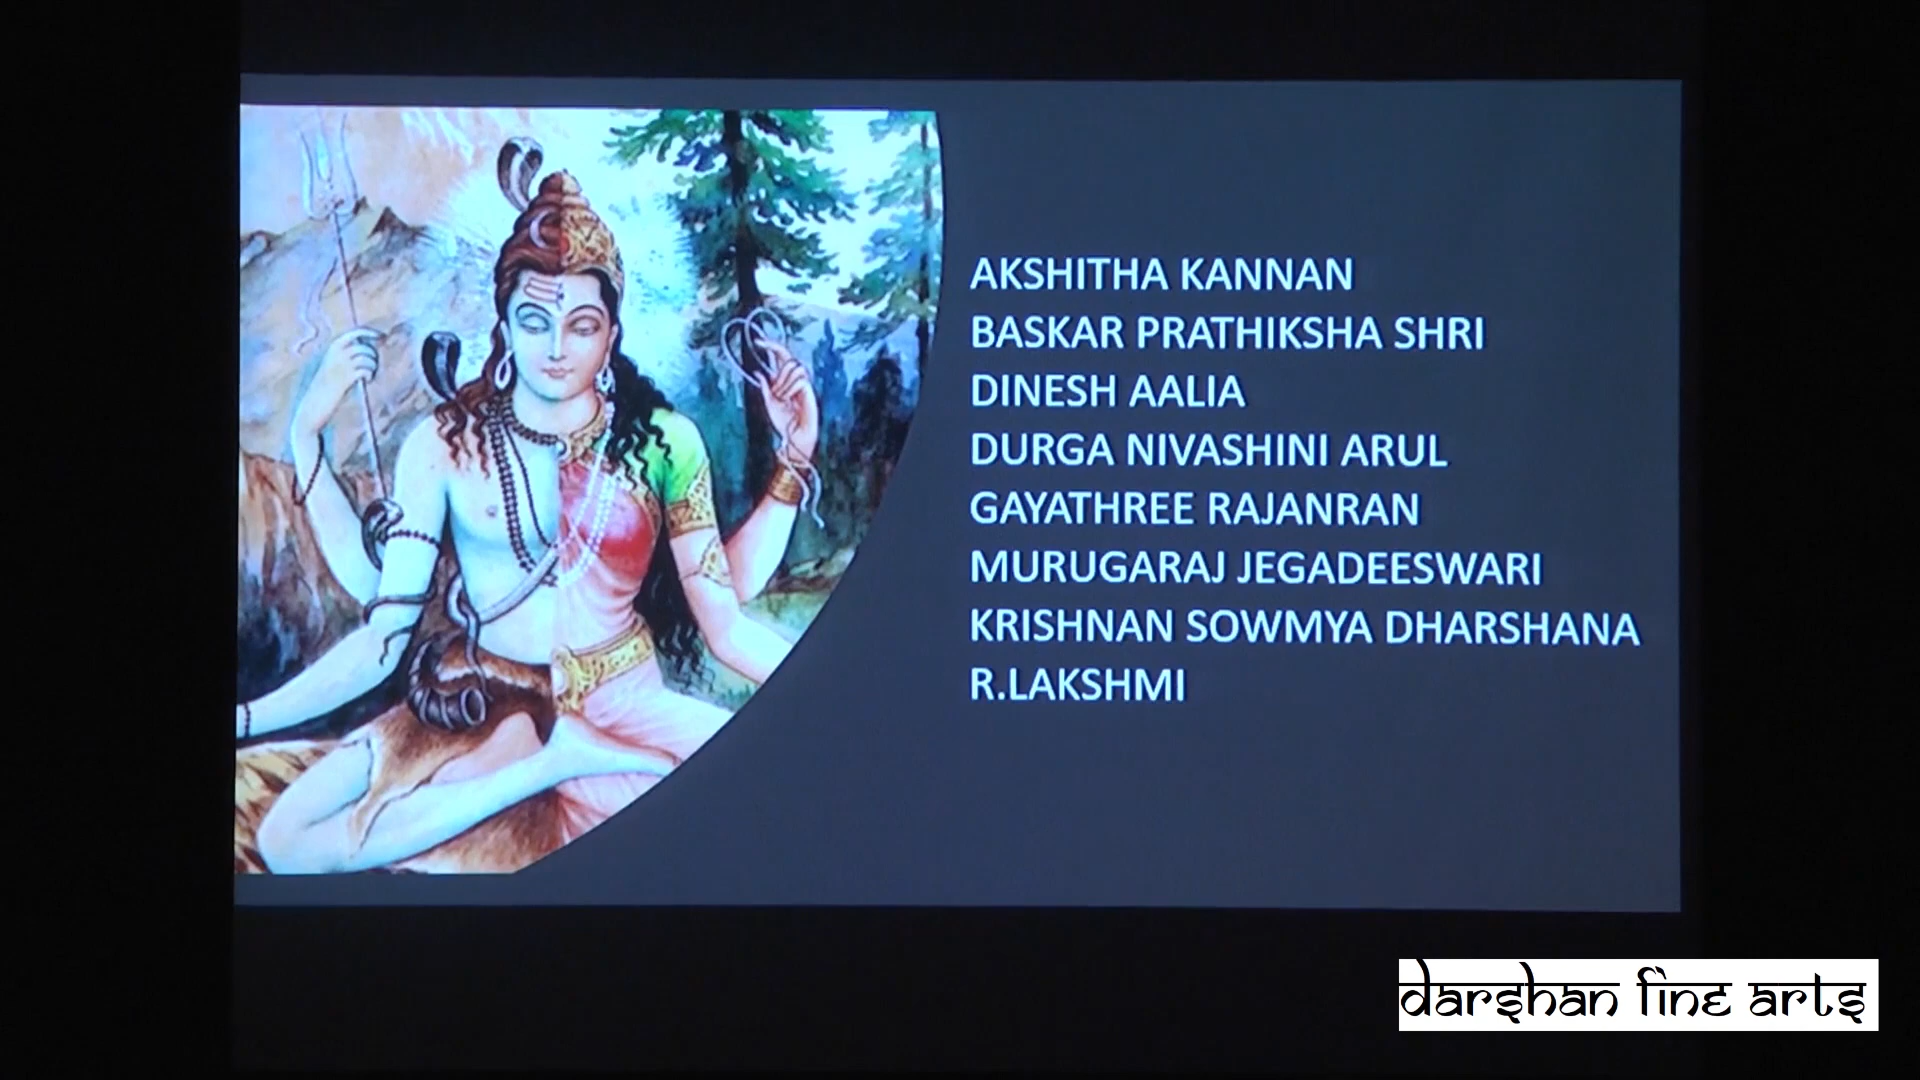 AKSHITHA KANNAN
BASKAR PRATHIKSHA SHRI
DINESH AALIA
DURGA NIVASHINI ARUL
GAYATHREE RAJANRAN
MURUGARAJ JEGADEESWARI
KRISHNAN SOWMYA DHARSHANA
R.LAKSHMI
darshan fine arts